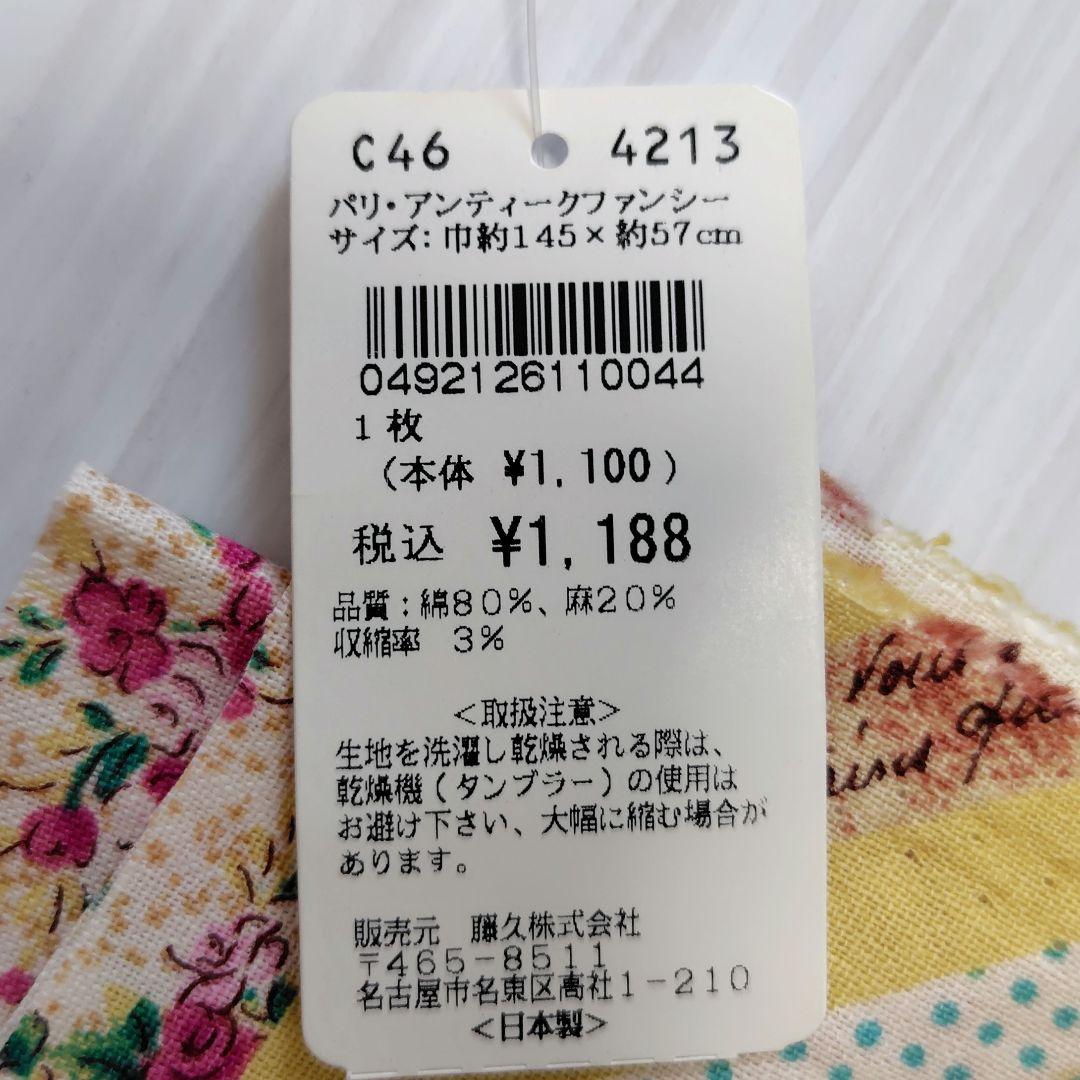 C46 4213
パリ・アンティークファンシー
サイズ: 巾約145×約57cm
0492126110044
1枚
(本体 ¥1,100)
税込 ¥1,188
品質:綿80%、麻20%
収縮率 3%
<取扱注意>
生地を洗濯し乾燥される際は、
乾燥機(タンブラー)の使用は
お避け下さい、大幅に縮む場合が
あります。
販売元 藤久株式会社
〒465-8511
名古屋市名東区高社1-210
<日本製>